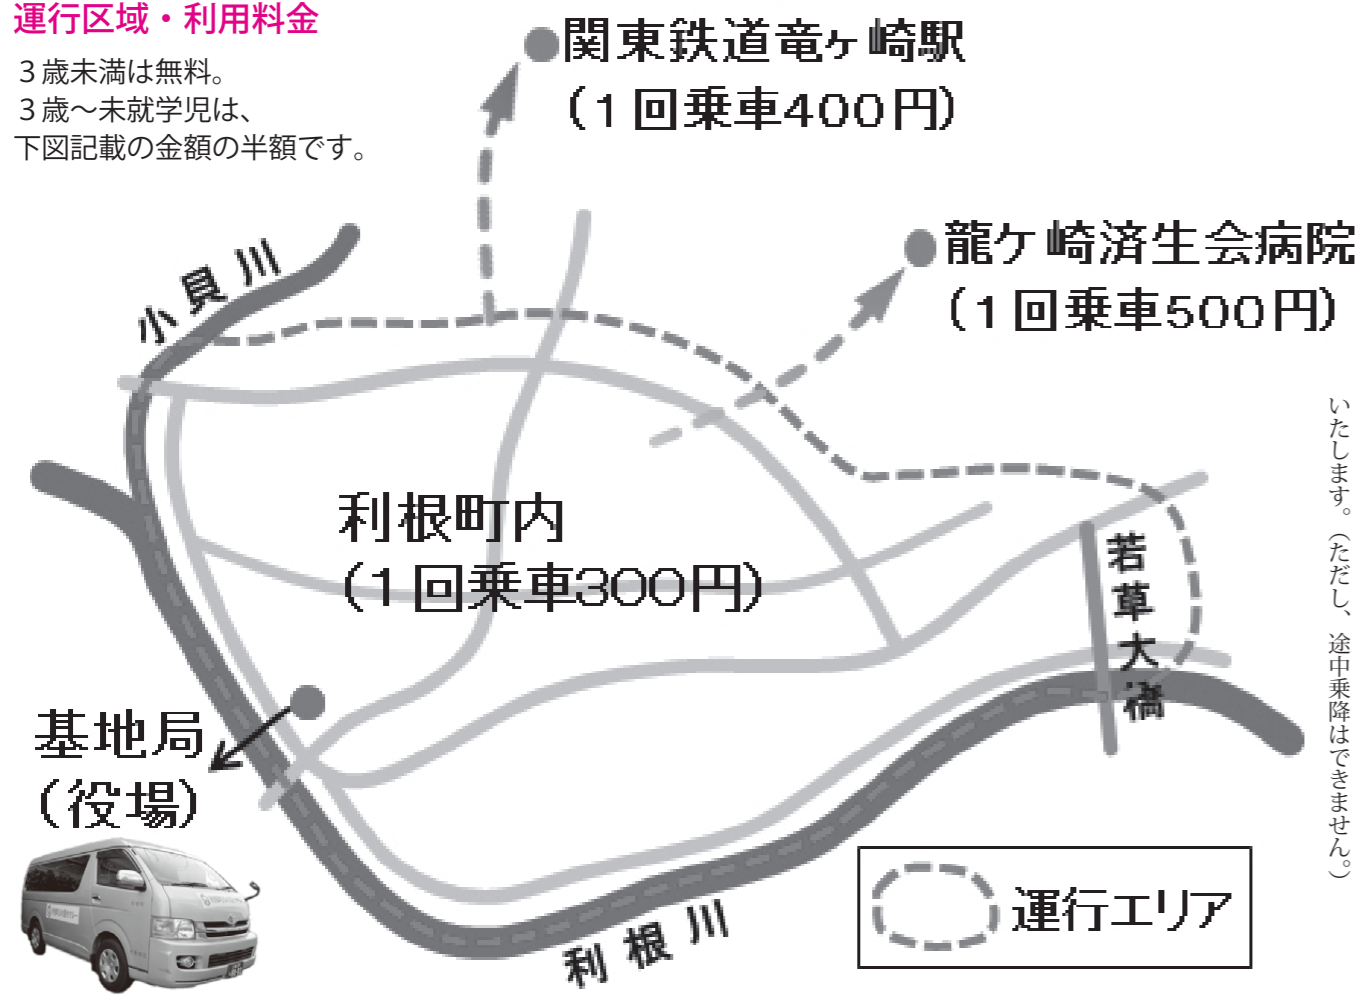 運行区域・利用料金
３歳未満は無料。
３歳～未就学児は、
下図記載の金額の半額です。
関東鉄道竜ヶ崎駅
（１回乗車400円）
龍ケ崎済生会病院
（１回乗車500円）
小貝川
利根町内
（１回乗車300円）
若草大橋
基地局
（役場）
利根川
運行エリア
いたします。（ただし、途中乗降はできません。）